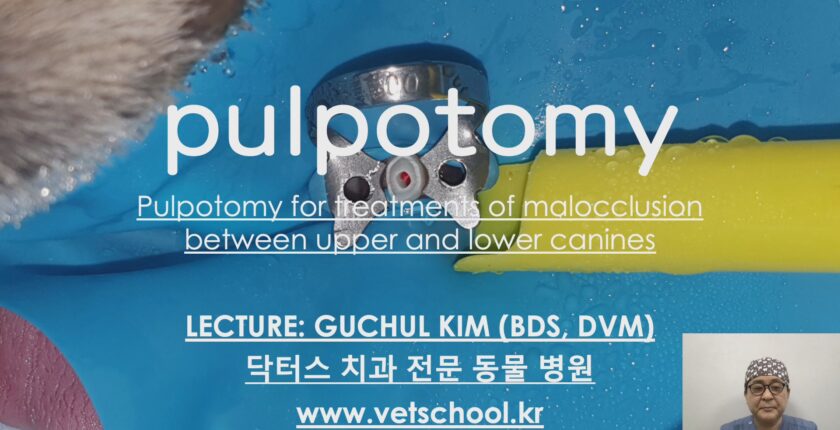 pulpotomy
Pulpotomy for treatments of malocclusion
between upper and lower canines
LECTURE: GUCHUL KIM (BDS, DVM)
닥터스 치과 전문 동물 병원
www.vetschool.kr